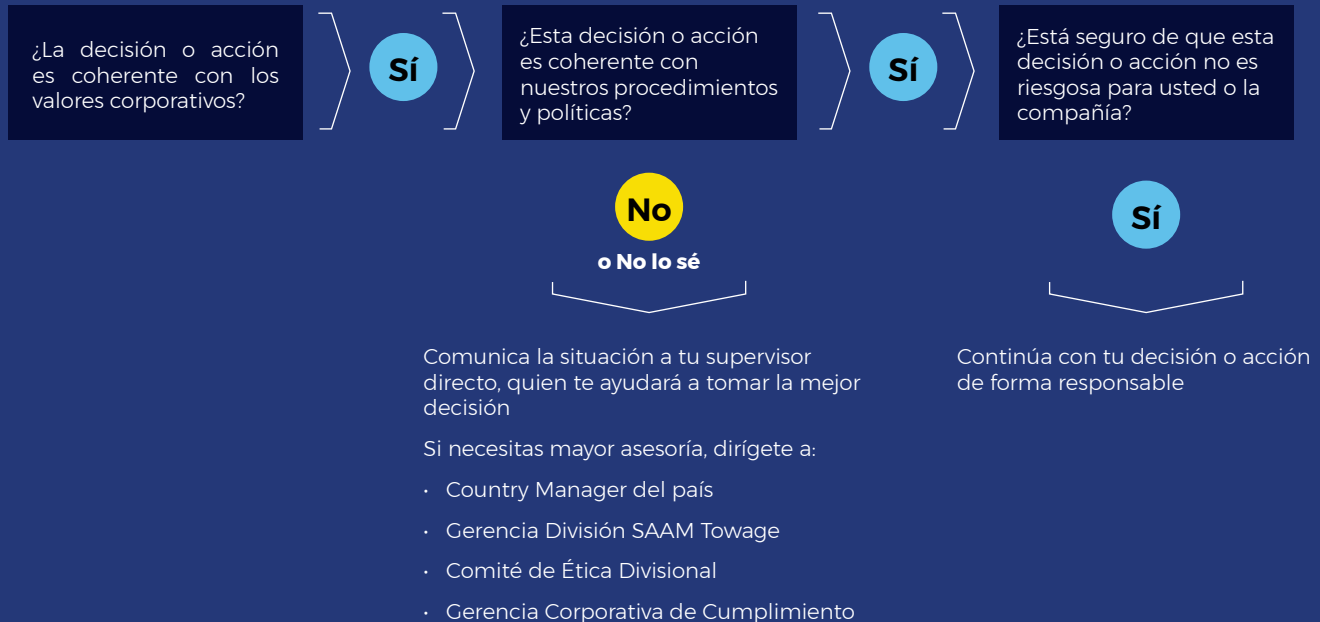 ¿La decisión o acción
es coherente con los
valores corporativos?
Sí
¿Esta decisión o acción
es coherente con
nuestros procedimientos
y políticas?
Sí
¿Está seguro de que esta
decisión o acción no es
riesgosa para usted o la
compañía?
No
o No lo sé
Comunica la situación a tu supervisor
directo, quien te ayudará a tomar la mejor
decisión
Si necesitas mayor asesoría, dirígete a:
• Country Manager del país
• Gerencia División SAAM Towage
• Comité de Ética Divisional
• Gerencia Corporativa de Cumplimiento
Sí
Continúa con tu decisión o acción
de forma responsable